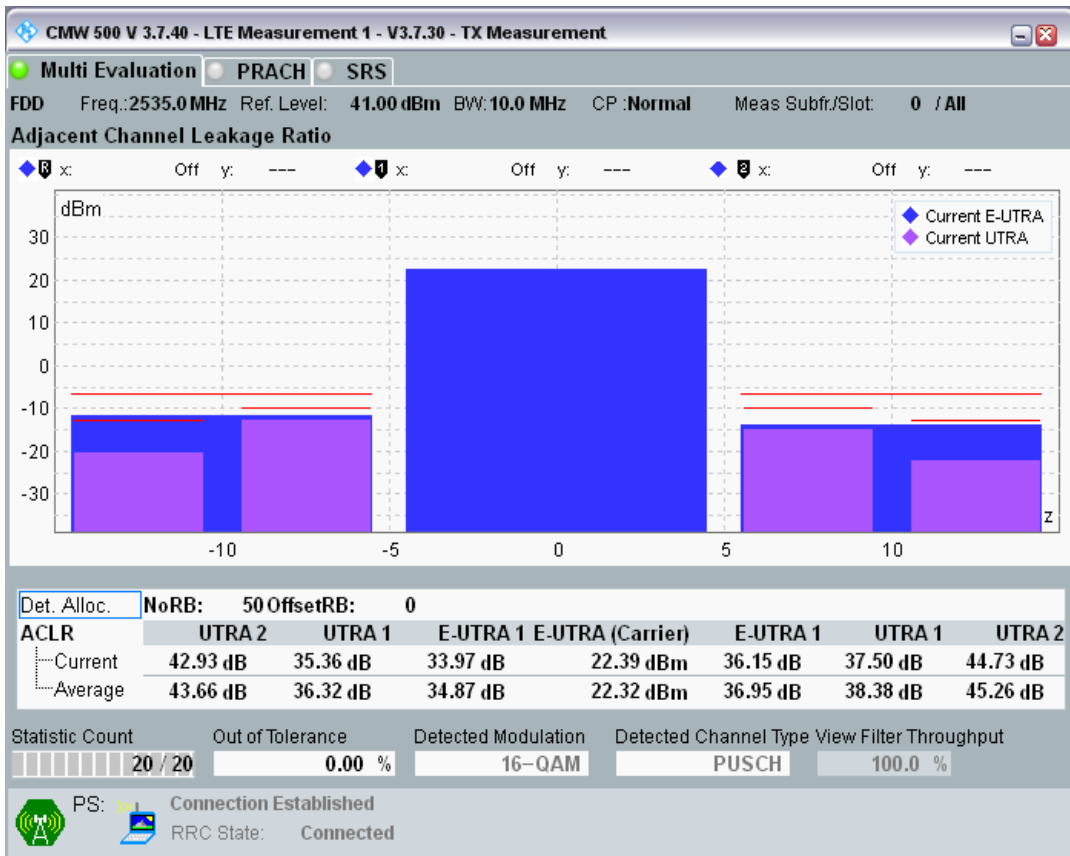 CMW 500 V 3.7.40 - LTE Measurement 1 - V3.7.30 - TX Measurement
Multi Evaluation PRACH SRS
FDD Freq.:2535.0 MHz Ref. Level: 41.00 dBm BW:10.0 MHz CP :Normal Meas Subfr./Slot: 0 / All
Adjacent Channel Leakage Ratio
R x: Off y: --- 1 x: Off y: --- 2 x: Off y: ---
dBm
Current E-UTRA
Current UTRA
30
20
10
0
-10
-20
-30
z
-10 -5 0 5 10
Det. Alloc. NoRB: 50 OffsetRB: 0
ACLR UTRA 2 UTRA 1 E-UTRA 1 E-UTRA (Carrier) E-UTRA 1 UTRA 1 UTRA 2
Current 42.93 dB 35.36 dB 33.97 dB 22.39 dBm 36.15 dB 37.50 dB 44.73 dB
Average 43.66 dB 36.32 dB 34.87 dB 22.32 dBm 36.95 dB 38.38 dB 45.26 dB
Statistic Count Out of Tolerance Detected Modulation Detected Channel Type View Filter Throughput
20 / 20 0.00 % 16-QAM PUSCH 100.0 %
PS: Connection Established
RRC State: Connected